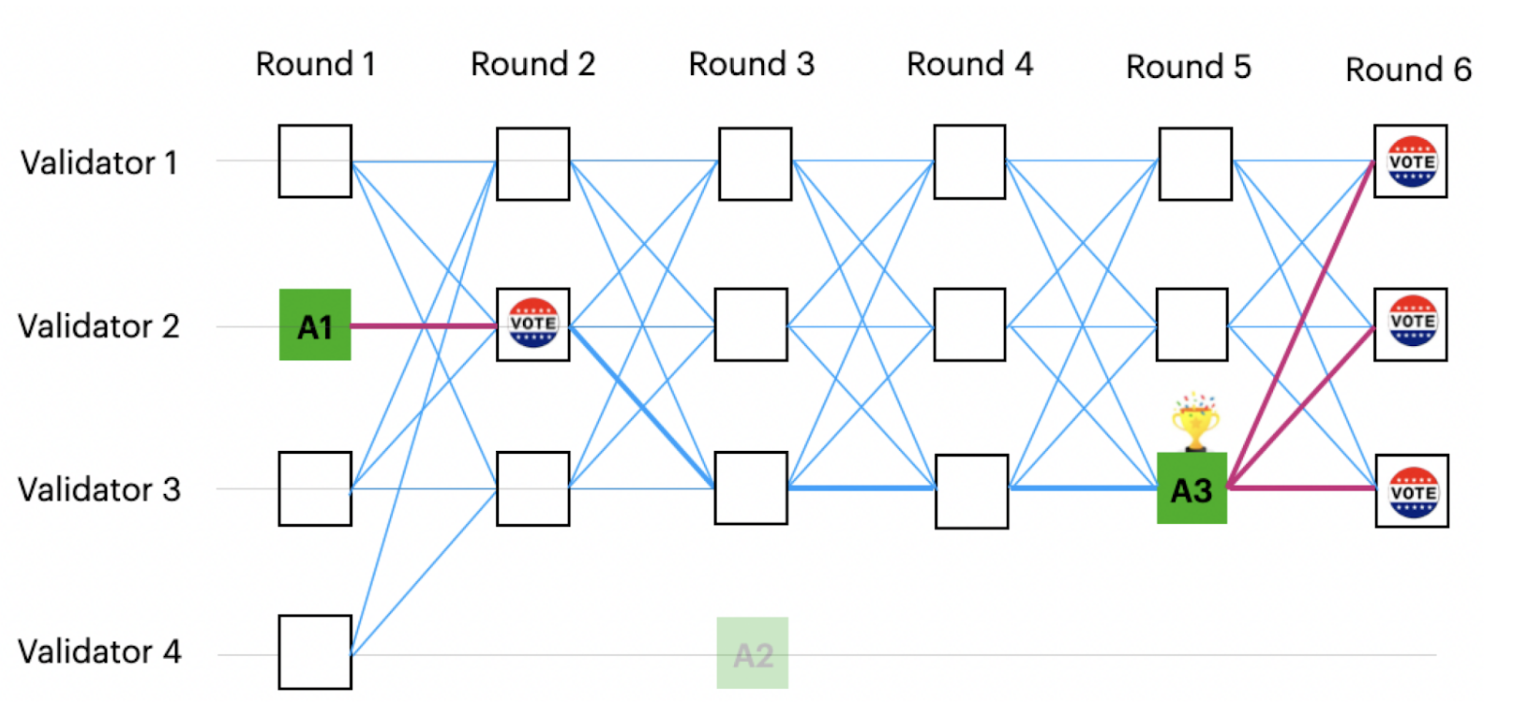 Round 1 Round 2 Round 3 Round 4 Round 5 Round 6
Validator 1 VOTE
Validator 2 A1 VOTE VOTE
Validator 3 A3 VOTE
Validator 4 A2